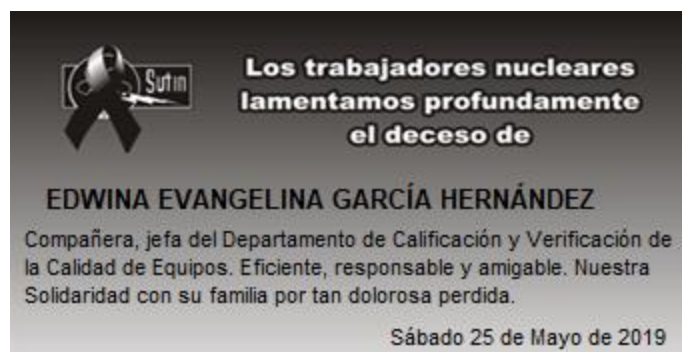 Sutin
Los trabajadores nucleares
lamentamos profundamente
el deceso de
EDWINA EVANGELINA GARCÍA HERNÁNDEZ
Compañera, jefa del Departamento de Calificación y Verificación de
la Calidad de Equipos. Eficiente, responsable y amigable. Nuestra
Solidaridad con su familia por tan dolorosa perdida.
Sábado 25 de Mayo de 2019